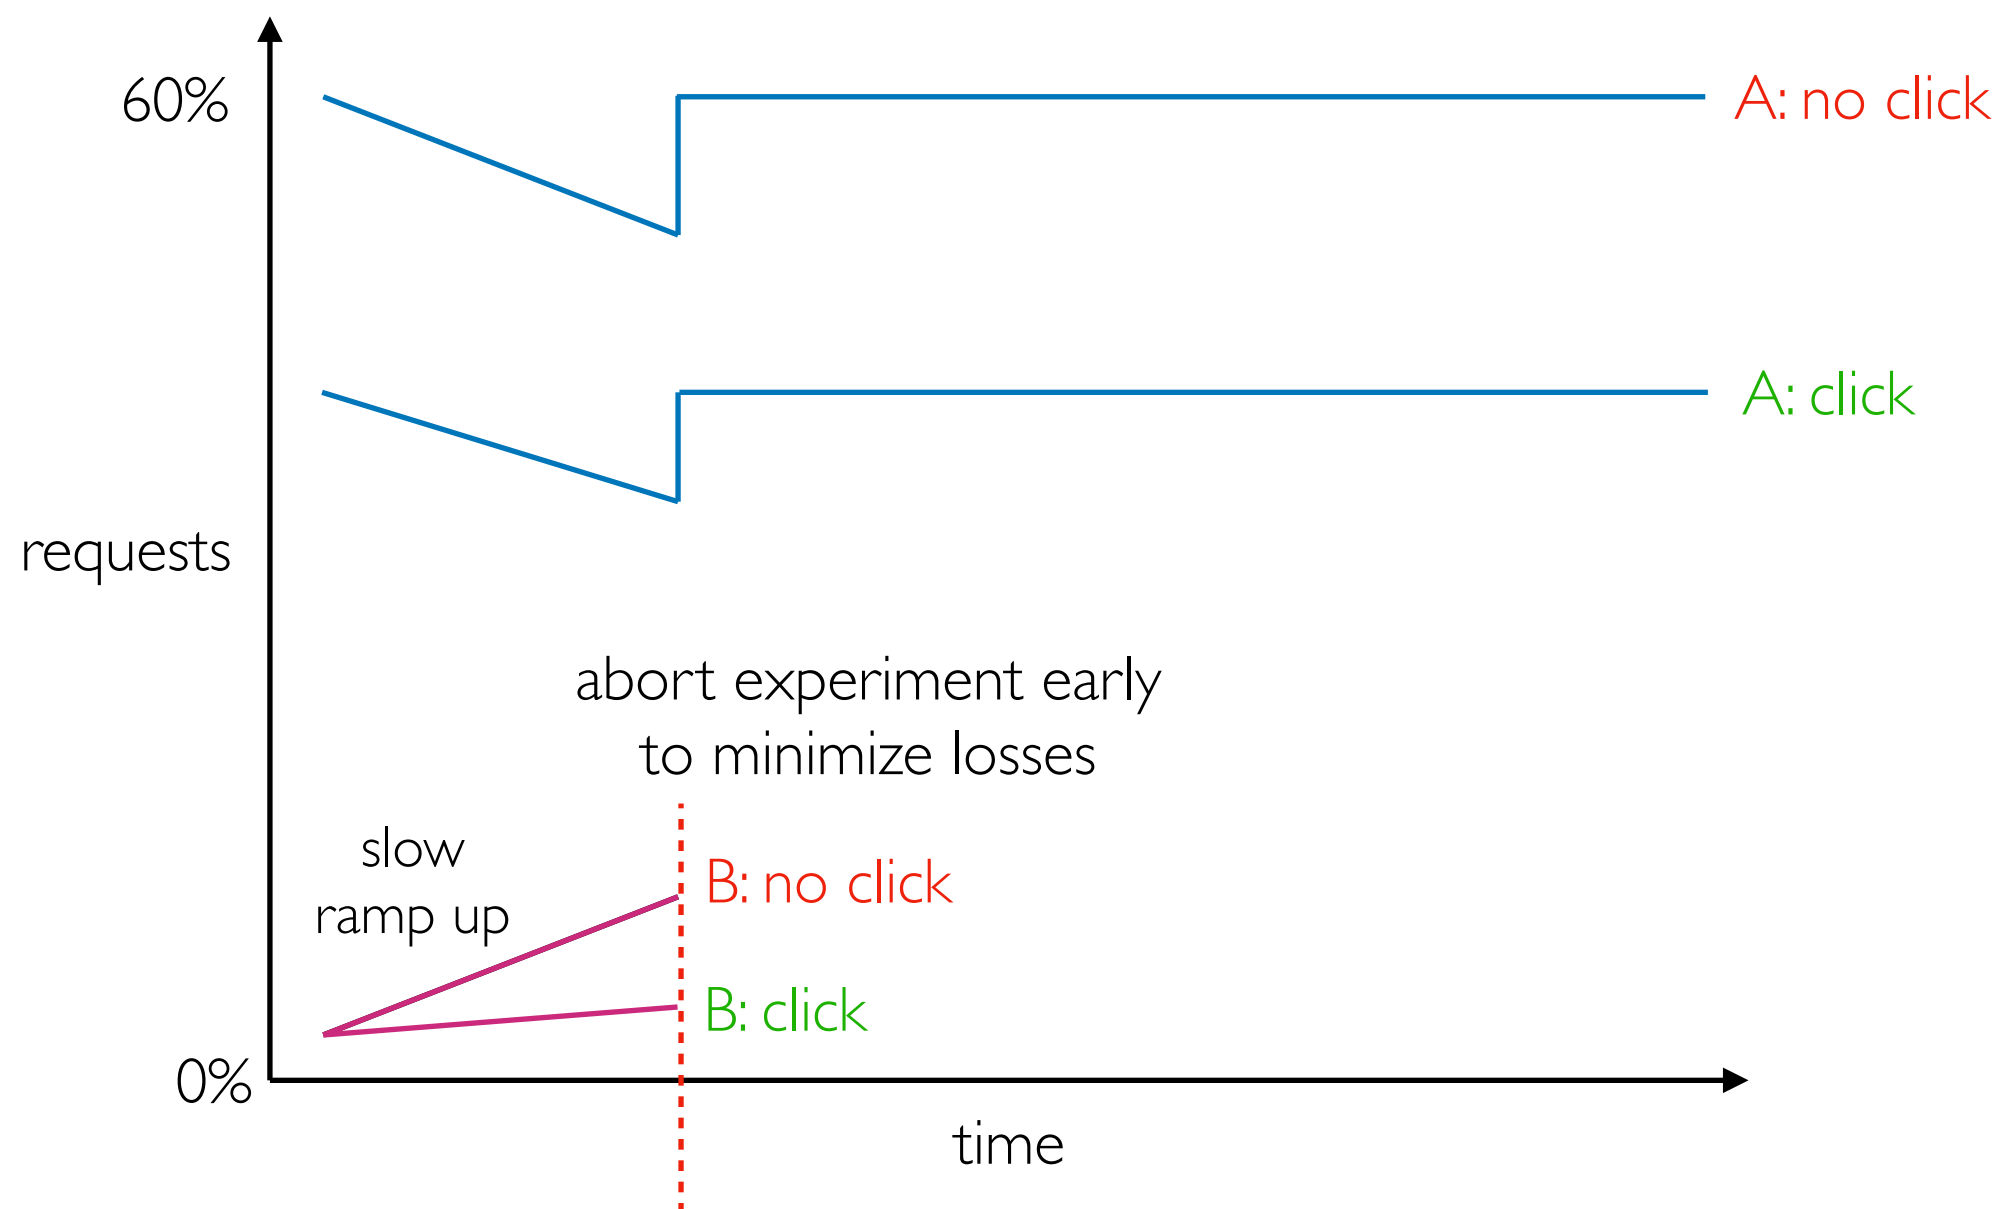 60%
A: no click
A: click
requests
abort experiment early
to minimize losses
slow
ramp up
B: no click
B: click
0%
time